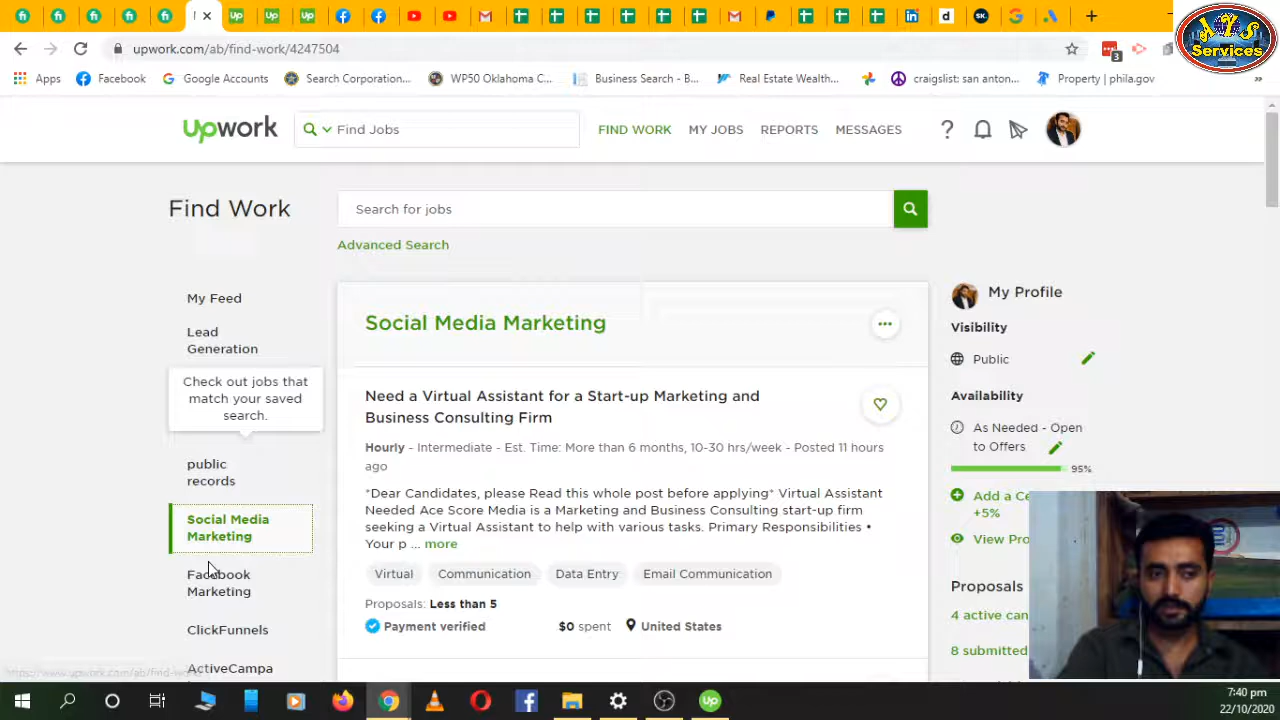 upwork.com/ab/find-work/4247504
AZS
Services
3
Apps
Facebook
Google Accounts
Search Corporation...
WP50 Oklahoma C...
Business Search - B...
Real Estate Wealth...
craigslist: san anton...
Property | phila.gov
»
upwork
Find Jobs
FIND WORK
MY JOBS
REPORTS
MESSAGES
?
Find Work
Search for jobs
Advanced Search
My Feed
Lead
Generation
Check out jobs that
match your saved
search.
public
records
Social Media
Marketing
Facebook
Marketing
ClickFunnels
ActiveCampa
Social Media Marketing
Need a Virtual Assistant for a Start-up Marketing and
Business Consulting Firm
Hourly - Intermediate - Est. Time: More than 6 months, 10-30 hrs/week - Posted 11 hours
ago
*Dear Candidates, please Read this whole post before applying* Virtual Assistant
Needed Ace Score Media is a Marketing and Business Consulting start-up firm
seeking a Virtual Assistant to help with various tasks. Primary Responsibilities •
Your p ... more
Virtual
Communication
Data Entry
Email Communication
Proposals: Less than 5
Payment verified
$0 spent
United States
My Profile
Visibility
Public
Availability
As Needed - Open
to Offers
95%
Add a Ce
+5%
View Pro
Proposals
4 active can
8 submitted
https://www.upwork.com/ab/find-wor
7:40 pm
22/10/2020